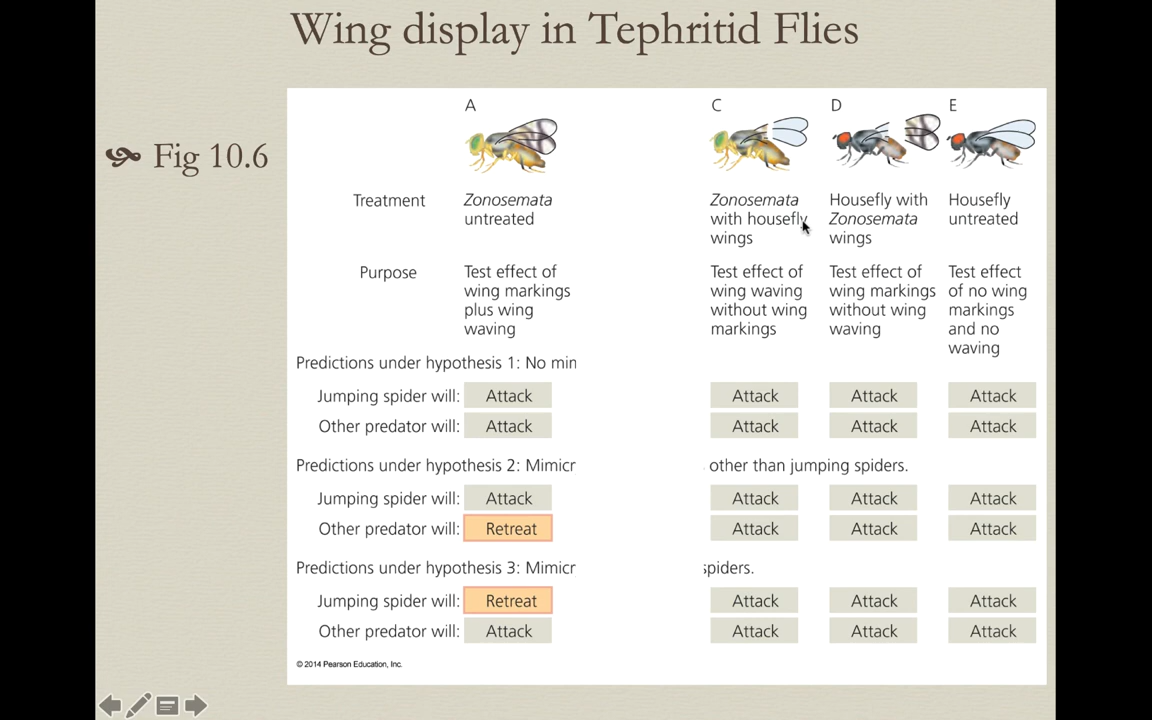 Wing display in Tephritid Flies
Fig 10.6
A C D E
Treatment
Zonosemata
untreated
Zonosemata
with housefly
wings
Housefly with
Zonosemata
wings
Housefly
untreated
Purpose
Test effect of
wing markings
plus wing
waving
Test effect of
wing waving
without wing
markings
Test effect of
wing markings
without wing
waving
Test effect
of no wing
markings
and no
waving
Predictions under hypothesis 1: No mim
Jumping spider will: Attack Attack Attack Attack
Other predator will: Attack Attack Attack Attack
Predictions under hypothesis 2: Mimicr other than jumping spiders.
Jumping spider will: Attack Attack Attack Attack
Other predator will: Retreat Attack Attack Attack
Predictions under hypothesis 3: Mimicr spiders.
Jumping spider will: Retreat Attack Attack Attack
Other predator will: Attack Attack Attack Attack
© 2014 Pearson Education, Inc.